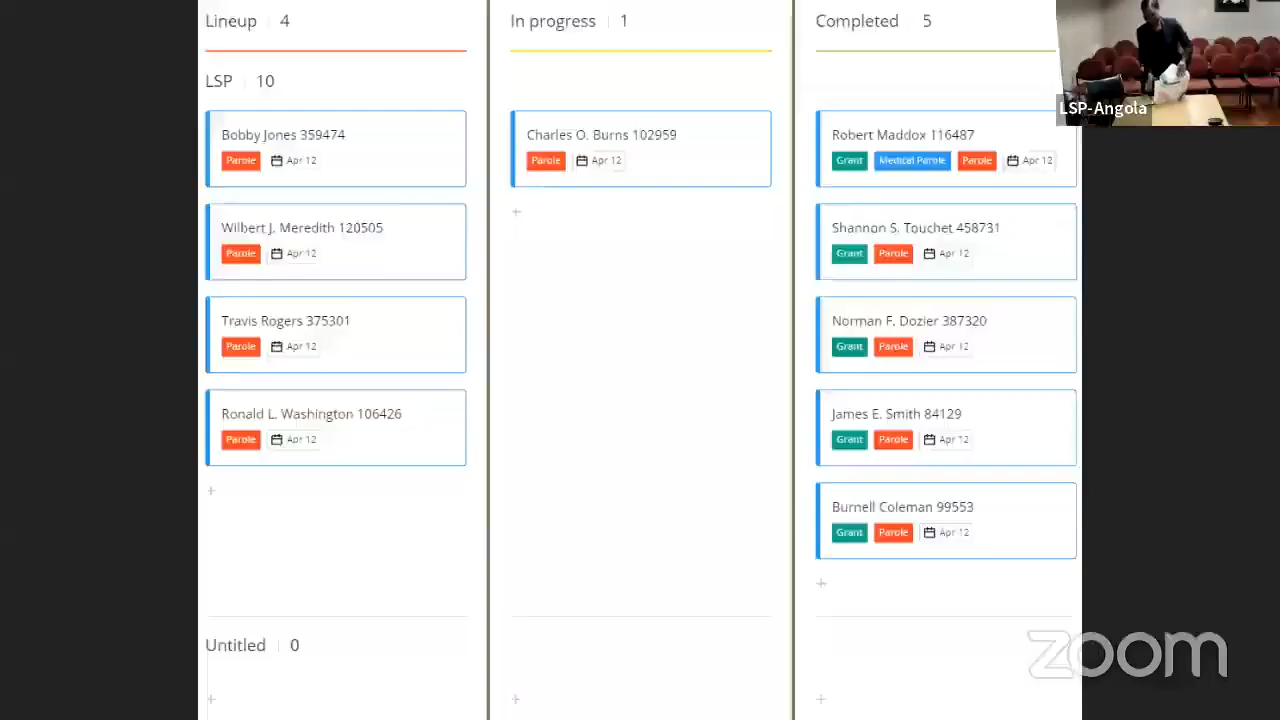 Lineup 4
In progress 1
Completed 5
LSP 10
Bobby Jones 359474
Parole Apr 12
Wilbert J. Meredith 120505
Parole Apr 12
Travis Rogers 375301
Parole Apr 12
Ronald L. Washington 106426
Parole Apr 12
+
Charles O. Burns 102959
Parole Apr 12
+
Robert Maddox 116487
Grant Medical Parole Parole Apr 12
Shannon S. Touchet 458731
Grant Parole Apr 12
Norman F. Dozier 387320
Grant Parole Apr 12
James E. Smith 84129
Grant Parole Apr 12
Burnell Coleman 99553
Grant Parole Apr 12
+
Untitled 0
+
+
+
LSP-Angola
zoom